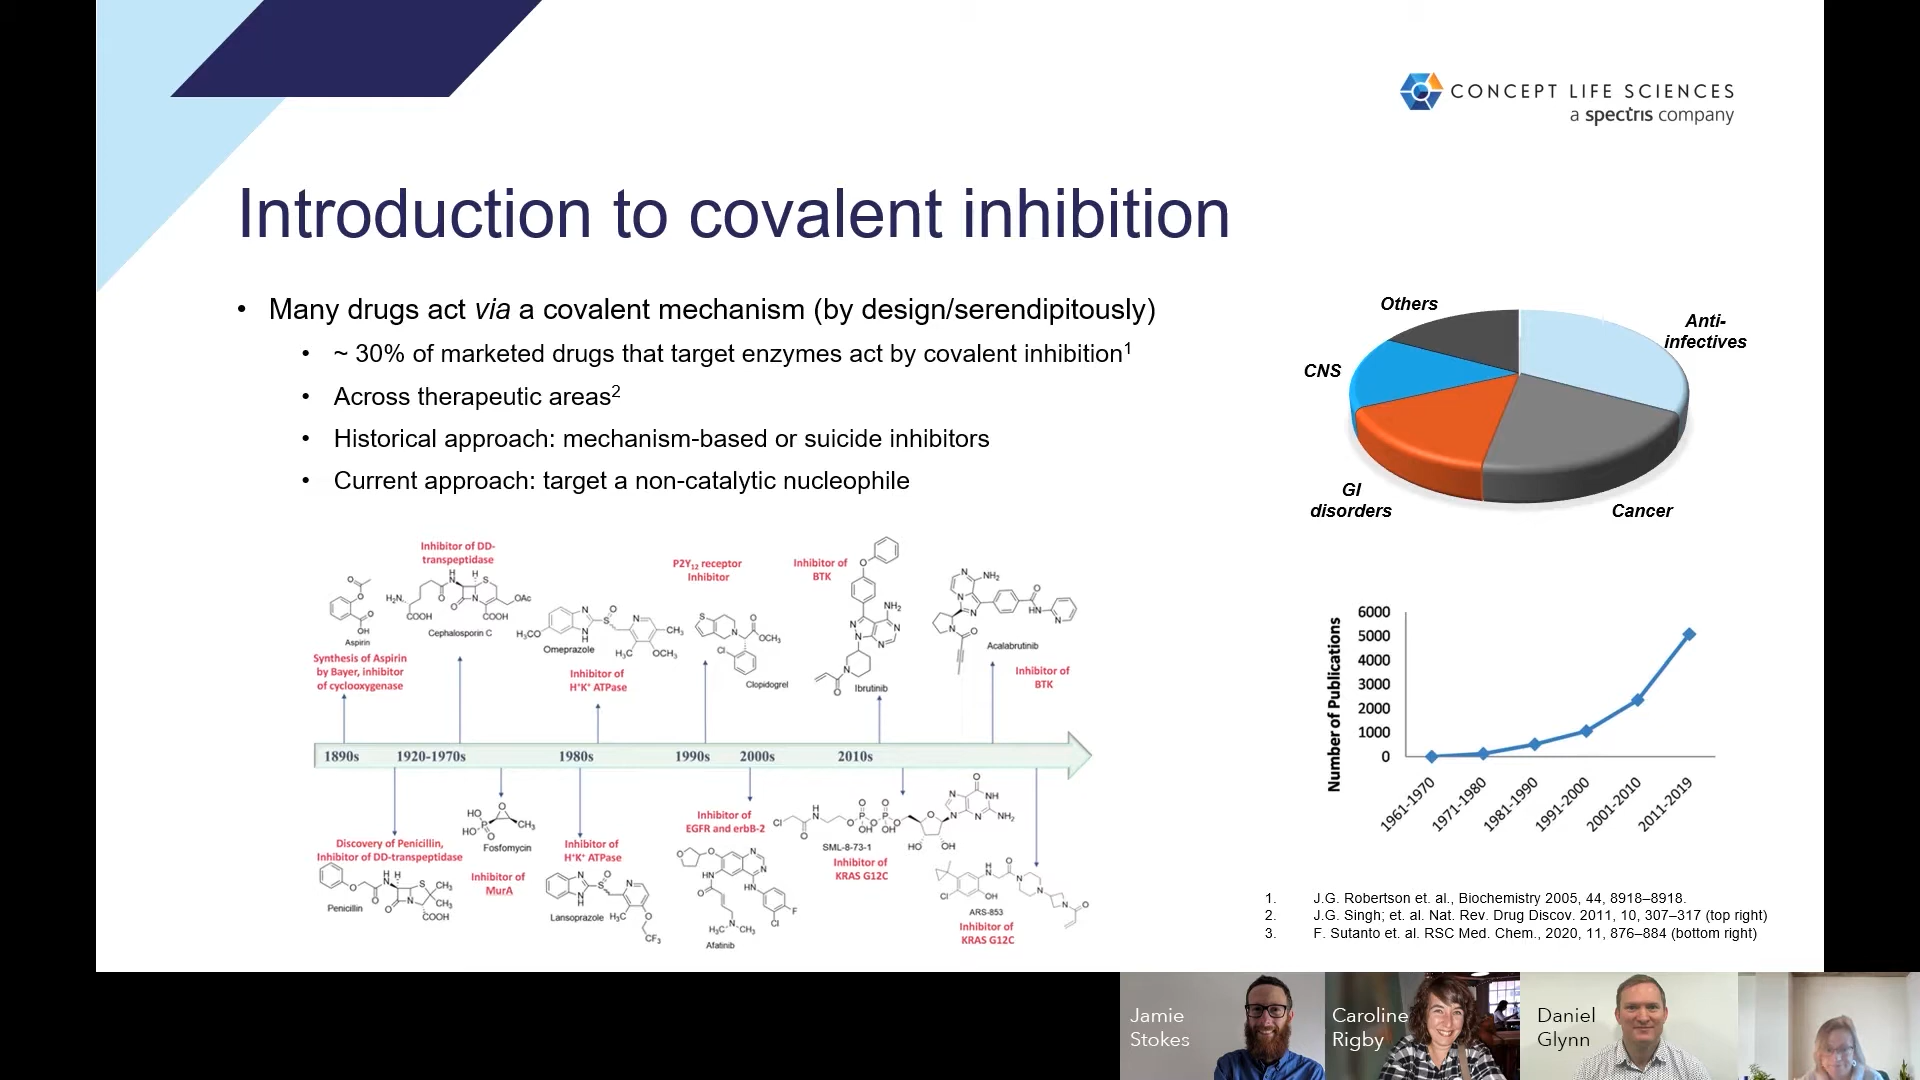 CONCEPT LIFE SCIENCES
a spectris company
Introduction to covalent inhibition
• Many drugs act via a covalent mechanism (by design/serendipitously)
• ~ 30% of marketed drugs that target enzymes act by covalent inhibition1
• Across therapeutic areas2
• Historical approach: mechanism-based or suicide inhibitors
• Current approach: target a non-catalytic nucleophile
Others
Anti-
infectives
CNS
GI
disorders
Cancer
Inhibitor of DD-
transpeptidase
P2Y12 receptor
Inhibitor
Inhibitor of
BTK
O
O
OH
O
Aspirin
H2N
COOH
O
H
N
H
S
O
N
OAc
COOH
Cephalosporin C
H3CO
N
N
H
S
O
N
CH3
H3C
OCH3
Omeprazole
S
N
O
OCH3
Cl
Clopidogrel
O
NH2
N
N
N
N
N
O
Ibrutinib
N
NH2
N
N
O
HN
N
N
O
Acalabrutinib
Synthesis of Aspirin
by Bayer, inhibitor
of cyclooxygenase
Inhibitor of
H+K+ ATPase
Inhibitor of
BTK
1890s 1920-1970s 1980s 1990s 2000s 2010s
Discovery of Penicillin,
Inhibitor of DD-transpeptidase
O
O
H
N
H
S
CH3
CH3
O
N
COOH
Penicillin
HO
HO
P
O
O
CH3
Fosfomycin
Inhibitor of
MurA
Inhibitor of
H+K+ ATPase
N
N
H
S
O
N
H3C
O
CF3
Lansoprazole
Inhibitor of
EGFR and erbB-2
O
O
N
N
HN
HN
O
F
Cl
H3C
N
CH3
Afatinib
Cl
O
H
N
O
O
P
OH
O
O
P
OH
O
O
HO
OH
N
N
O
NH
N
NH2
SML-8-73-1
Inhibitor of
KRAS G12C
Cl
OH
H
N
O
N
N
N
O
ARS-853
Inhibitor of
KRAS G12C
Number of Publications
6000
5000
4000
3000
2000
1000
0
1961-1970
1971-1980
1981-1990
1991-2000
2001-2010
2011-2019
1. J.G. Robertson et. al., Biochemistry 2005, 44, 8918–8918.
2. J.G. Singh; et. al. Nat. Rev. Drug Discov. 2011, 10, 307–317 (top right)
3. F. Sutanto et. al. RSC Med. Chem., 2020, 11, 876–884 (bottom right)
Jamie
Stokes
Caroline
Rigby
Daniel
Glynn